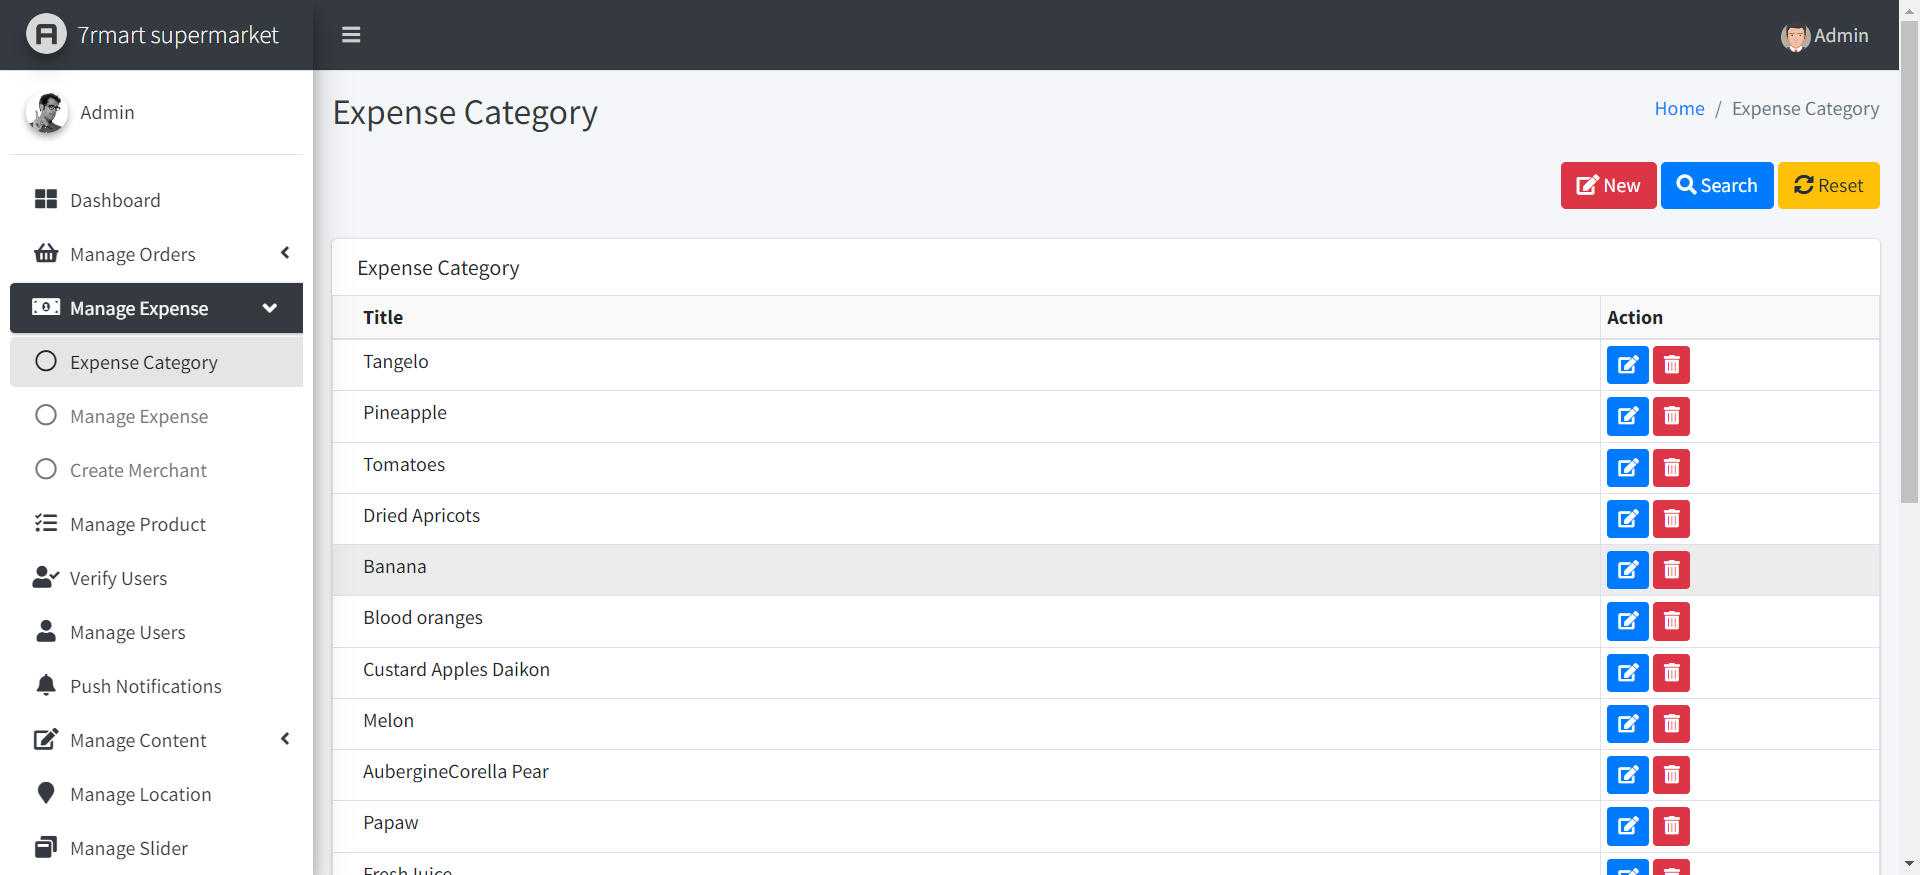 7rmart supermarket
Admin
Admin
Dashboard
Manage Orders
Manage Expense
Expense Category
Manage Expense
Create Merchant
Manage Product
Verify Users
Manage Users
Push Notifications
Manage Content
Manage Location
Manage Slider
Expense Category
Home / Expense Category
New Search Reset
Expense Category
Title Action
Tangelo
Pineapple
Tomatoes
Dried Apricots
Banana
Blood oranges
Custard Apples Daikon
Melon
AubergineCorella Pear
Papaw